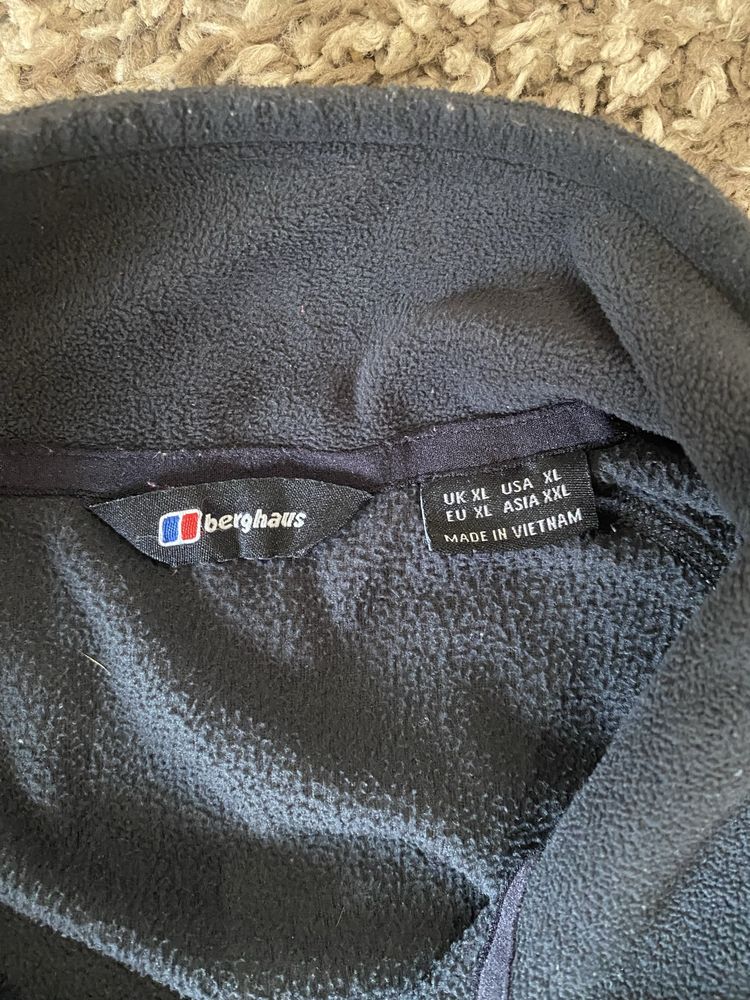 berghaus
UK XL USA XL
EU XL ASIA XXL
MADE IN VIETNAM